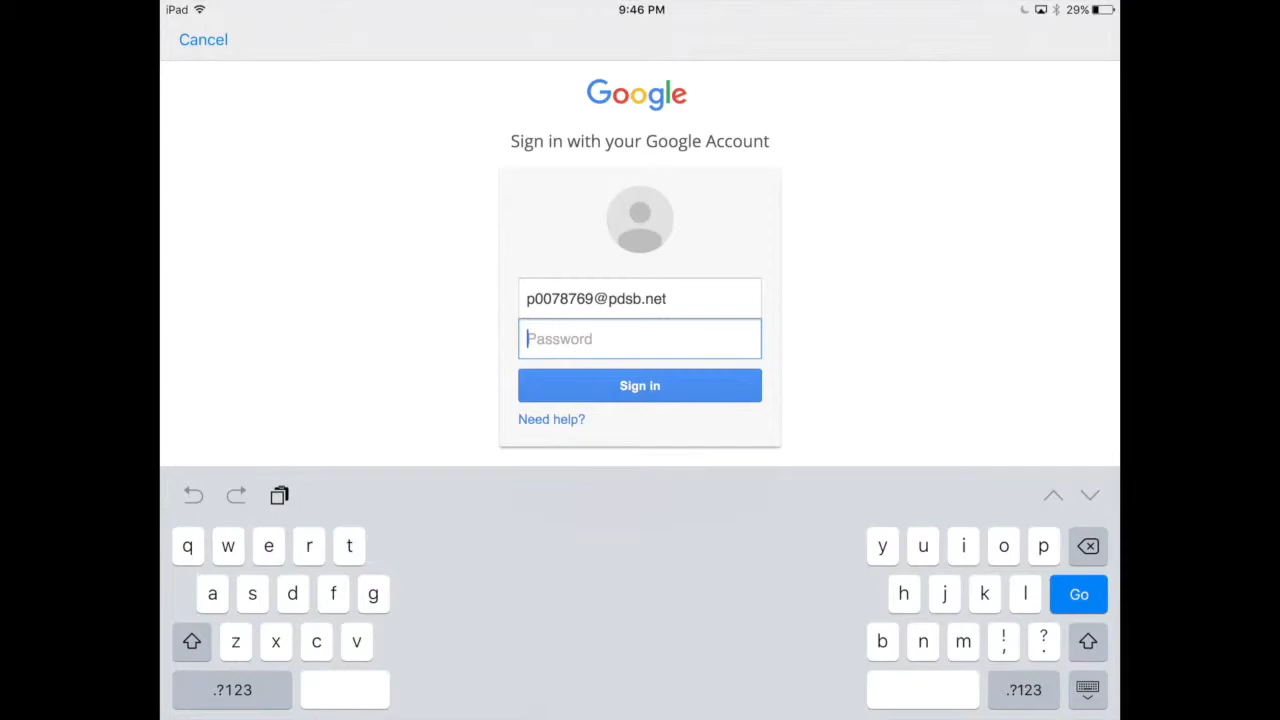 iPad 9:46 PM 29%
Cancel
Google
Sign in with your Google Account
p0078769@pdsb.net
Password
Sign in
Need help?
q w e r t y u i o p
a s d f g h j k l Go
z x c v b n m ! , ? .
.?123 .?123